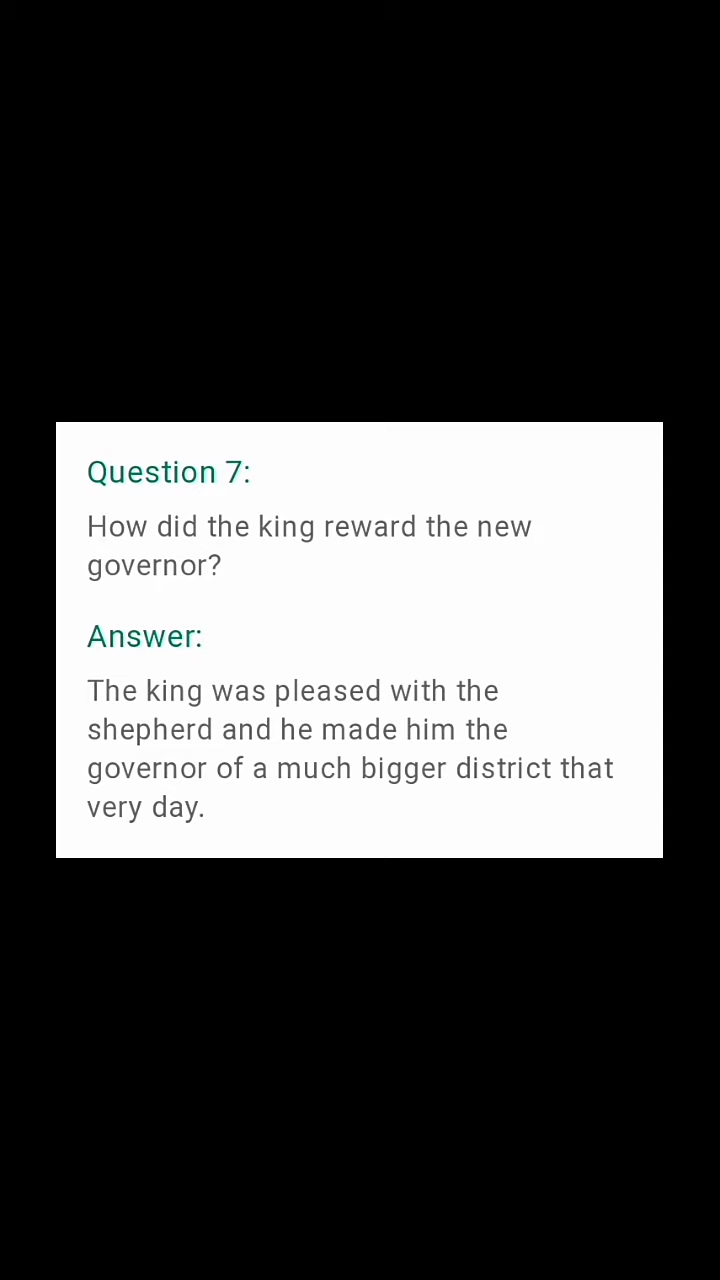 Question 7:
How did the king reward the new
governor?
Answer:
The king was pleased with the
shepherd and he made him the
governor of a much bigger district that
very day.